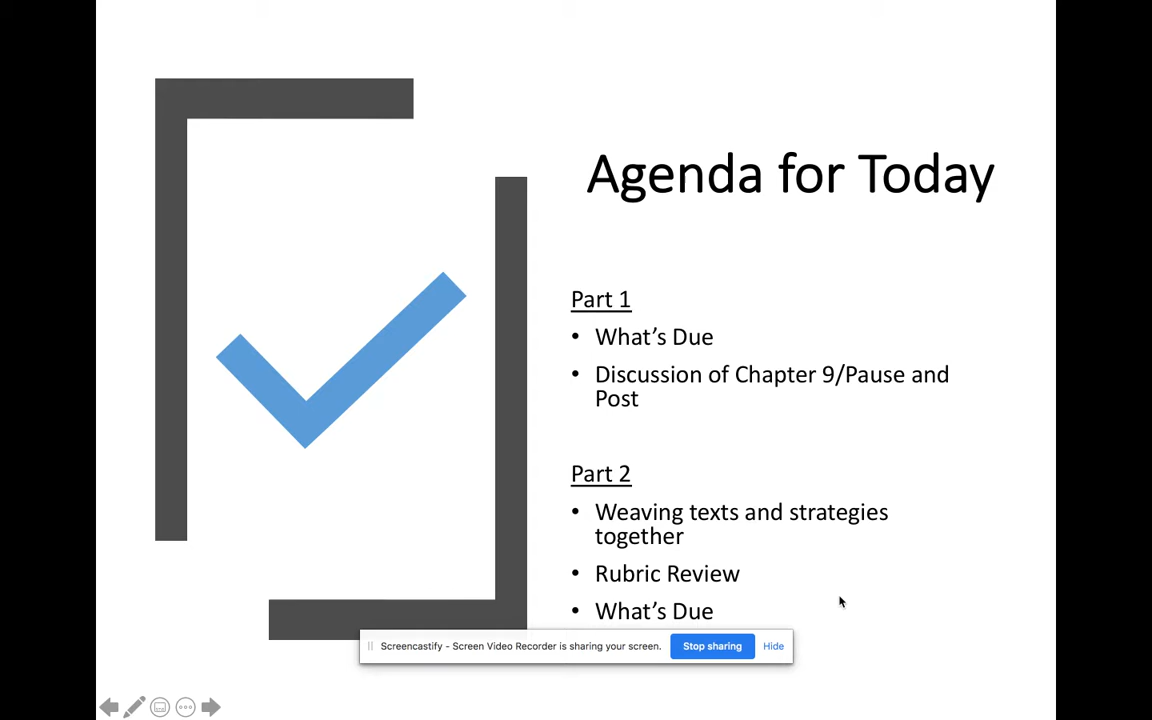 Agenda for Today
Part 1
• What's Due
• Discussion of Chapter 9/Pause and
Post
Part 2
• Weaving texts and strategies
together
• Rubric Review
• What's Due
Screencastify - Screen Video Recorder is sharing your screen.
Stop sharing
Hide